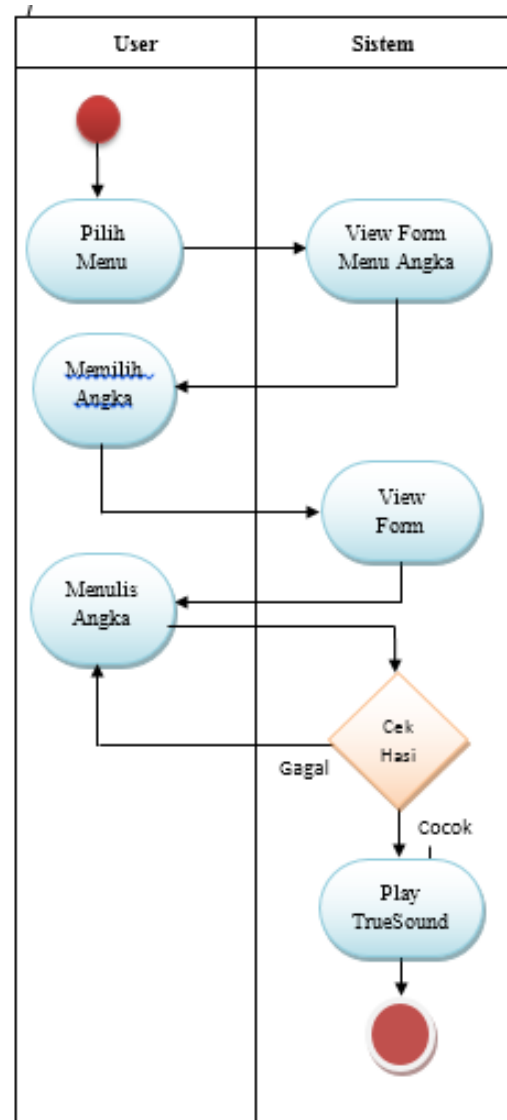 User
Sistem
Pilih
Menu
View Form
Menu Angka
Memilih
Angka
View
Form
Menulis
Angka
Cek
Hasi
Gagal
Cocok
Play
TrueSound